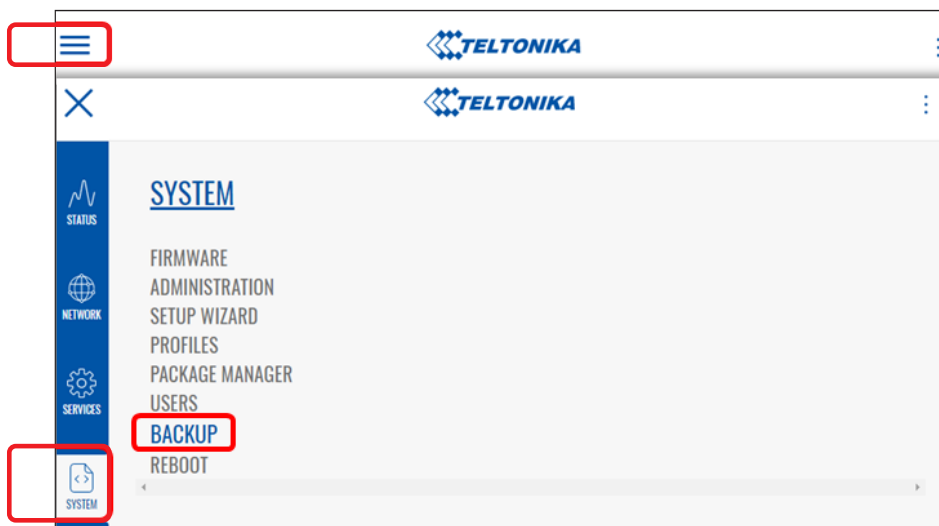 TELTONIKA
TELTONIKA
STATUS
NETWORK
SERVICES
SYSTEM
SYSTEM
FIRMWARE
ADMINISTRATION
SETUP WIZARD
PROFILES
PACKAGE MANAGER
USERS
BACKUP
REBOOT